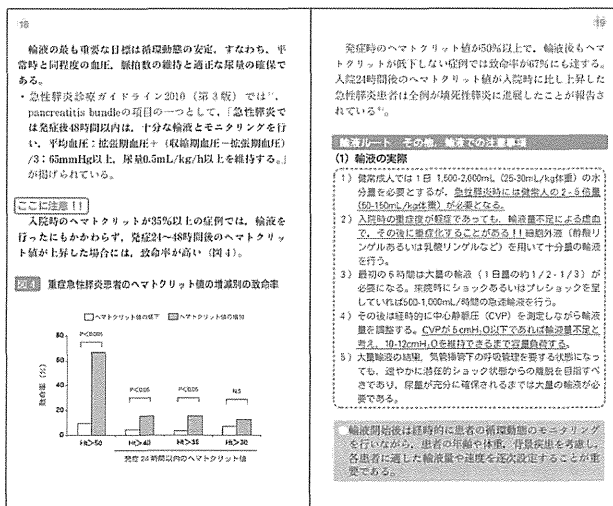 18
輸液の最も重要な目標は循環動態の安定，すなわち，平
常時と同程度の血圧，脈拍数の維持と適正な尿量の確保で
ある。
・急性膵炎診療ガイドライン2010（第3版）では
pancreatitis bundleの項目の一つとして，「急性膵炎で
は発症後48時間以内は，十分な輸液とモニタリングを行
い，平均血圧：拡張期血圧＋（収縮期血圧－拡張期血圧）
/3：65mmHg以上，尿量0.5mL/kg/h以上を維持する。」
が掲げられている。
ここに注意！！
入院時のヘマトクリットが35%以上の症例では，輸液を
行ったにもかかわらず，発症24～48時間後のヘマトクリッ
ト値が上昇した場合には，致命率が高い（図4）。
図4 重症急性膵炎患者のヘマトクリット値の増減別の致命率
□ヘマトクリット値の低下 ■ヘマトクリット値の増加
致命率（%）
80
60
40
20
0
P<0.005
P<0.05
P<0.05
N.S
Ht>50 Ht>40 Ht>35 Ht>30
発症24時間以内のヘマトクリット値
19
発症時のヘマトクリット値が50%以上で，輸液後もヘマ
トクリットが低下しない症例では致命率が67%にも達する。
入院24時間後のヘマトクリット値が入院時に比し上昇した
急性膵炎患者は全例が壊死性膵炎に進展したことが報告さ
れている
輸液ルート その他，輸液での注意事項
(1) 輸液の実際
1）健常成人では1日 1,500-2,000mL（25-30mL/kg体重）の水
分量を必要とするが，急性膵炎時には健常人の2-5倍量
（50-150mL/kg体重）が必要となる。
2）入院時の重症度が軽症であっても，輸液量不足による虚血
で，その後に重症化することがある！！細胞外液（酢酸リ
ンゲルあるいは乳酸リンゲルなど）を用いて十分量の輸液
を行う。
3）最初の6時間は大量の輸液（1日量の約1/2-1/3）が
必要になる。来院時にショックあるいはプレショックを呈
していれば500-1,000mL/時間の急速輸液を行う。
4）その後は経時的に中心静脈圧（CVP）を測定しながら輸液
量を調整する。CVPが5cmH₂O以下であれば輸液量不足と
考え，10-12cmH₂Oを維持できるまで容量負荷する。
5）大量輸液の結果，気管挿管下の呼吸管理を要する状態になっ
ても，速やかに潜在的ショック状態からの離脱を目指すべ
きであり，尿量が充分に確保されるまでは大量の輸液が必
要である。
輸液開始後は経時的に患者の循環動態のモニタリング
を行いながら，患者の年齢や体重，背景疾患を考慮し，
各患者に適した輸液量や速度を逐次設定することが重
要である。